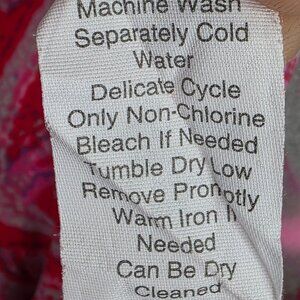 Machine Wash
Separately Cold
Water
Delicate Cycle
Only Non-Chlorine
Bleach If Needed
Tumble Dry Low
Remove Promptly
Warm Iron If
Needed
Can Be Dry
Cleaned